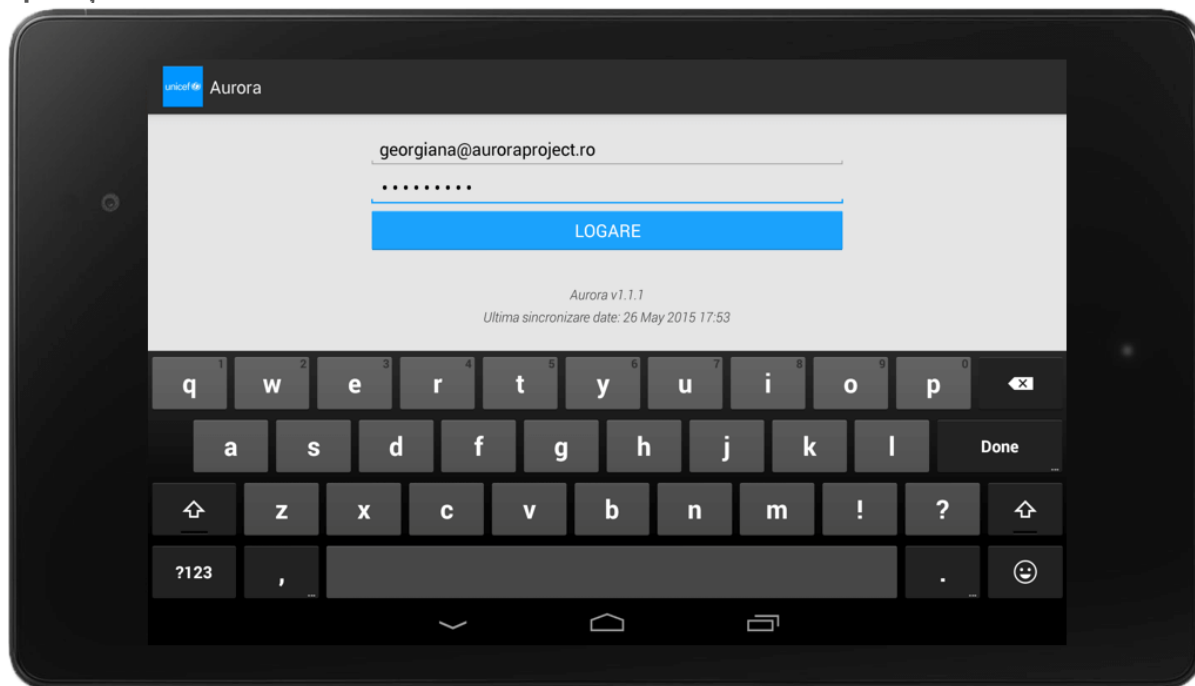 unicef Aurora
georgiana@auroraproject.ro
•••••••••
LOGARE
Aurora v1.1.1
Ultima sincronizare date: 26 May 2015 17:53
q 1 w 2 e 3 r 4 t 5 y 6 u 7 i 8 o 9 p 0
a s d f g h j k l Done
z x c v b n m ! ?
?123 , .